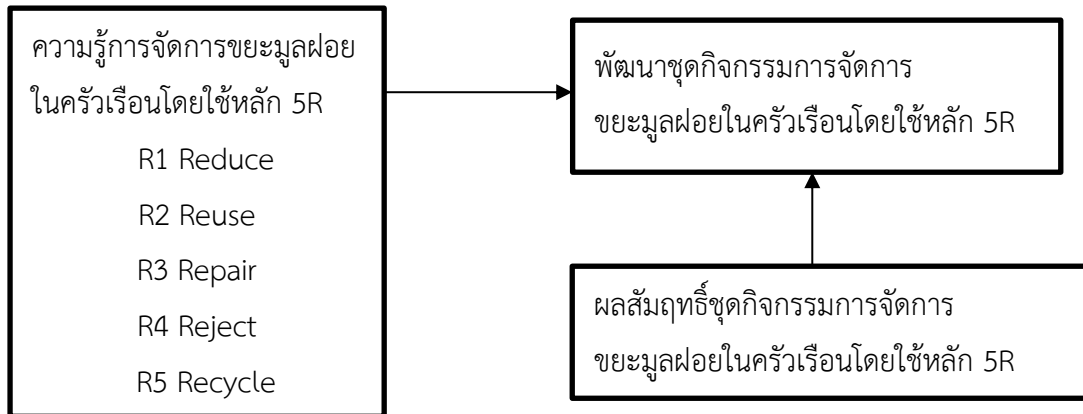 ความรู้การจัดการขยะมูลฝอย
ในครัวเรือนโดยใช้หลัก 5R
R1 Reduce
R2 Reuse
R3 Repair
R4 Reject
R5 Recycle
พัฒนาชุดกิจกรรมการจัดการ
ขยะมูลฝอยในครัวเรือนโดยใช้หลัก 5R
ผลสัมฤทธิ์ชุดกิจกรรมการจัดการ
ขยะมูลฝอยในครัวเรือนโดยใช้หลัก 5R